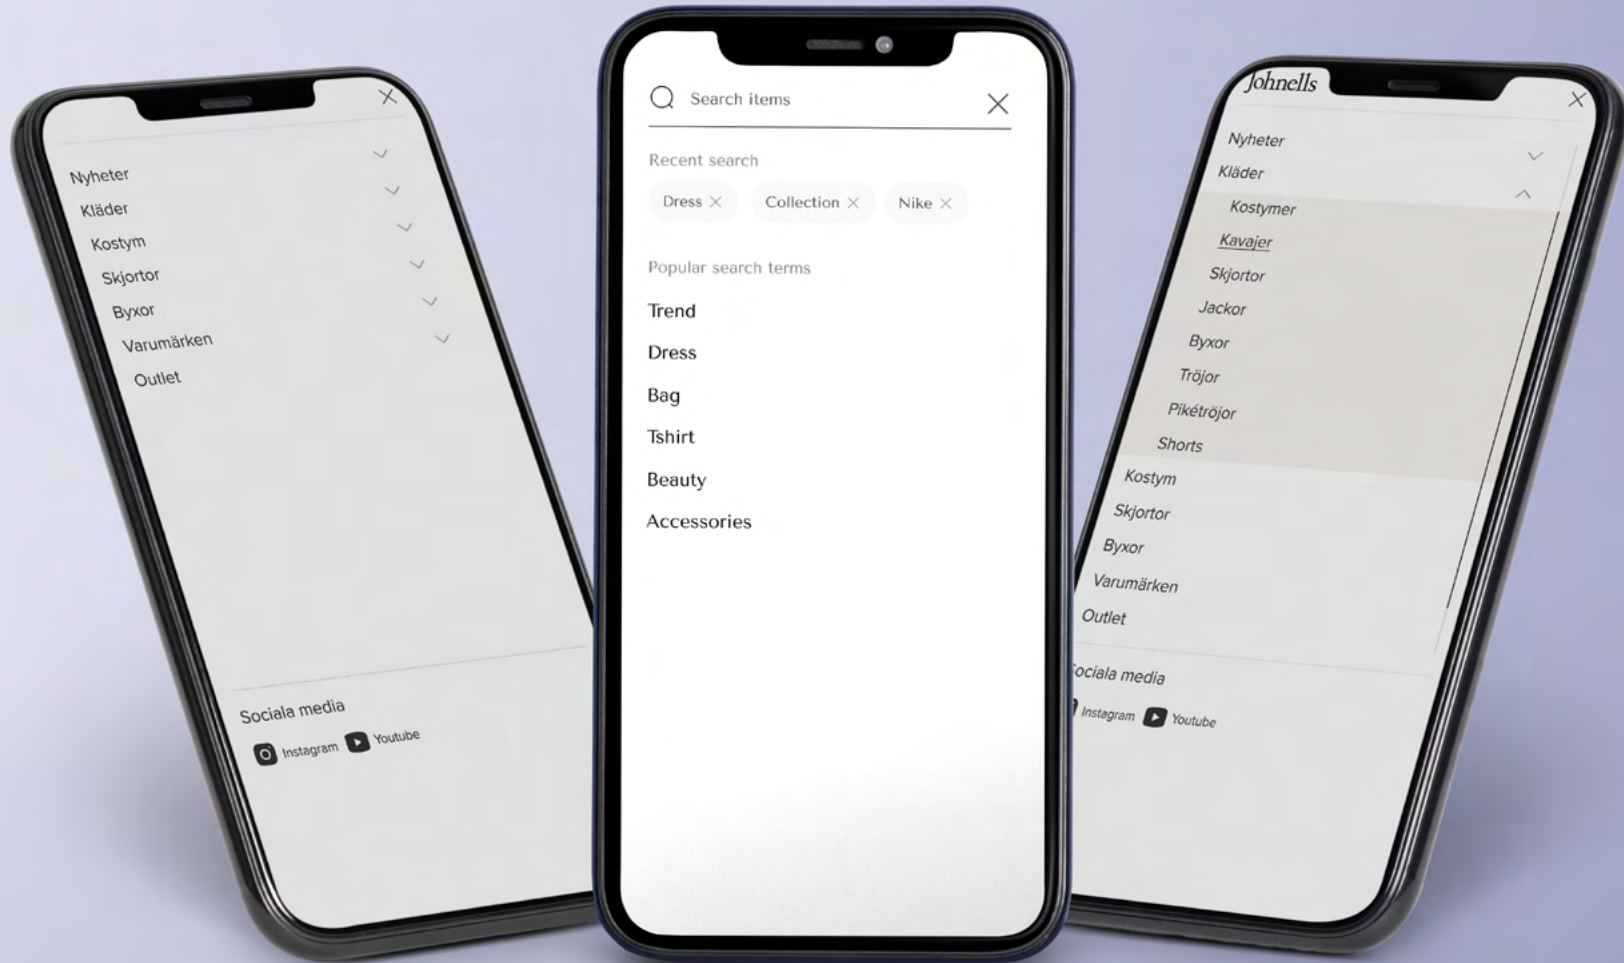 Nyheter
Kläder
Kostym
Skjortor
Byxor
Varumärken
Outlet
Sociala media
Instagram Youtube
Search items
Recent search
Dress Collection Nike
Popular search terms
Trend
Dress
Bag
Tshirt
Beauty
Accessories
Johnells
Nyheter
Kläder
Kostymer
Kavajer
Skjortor
Jackor
Byxor
Tröjor
Pikétröjor
Shorts
Kostym
Skjortor
Byxor
Varumärken
Outlet
ociala media
Instagram Youtube